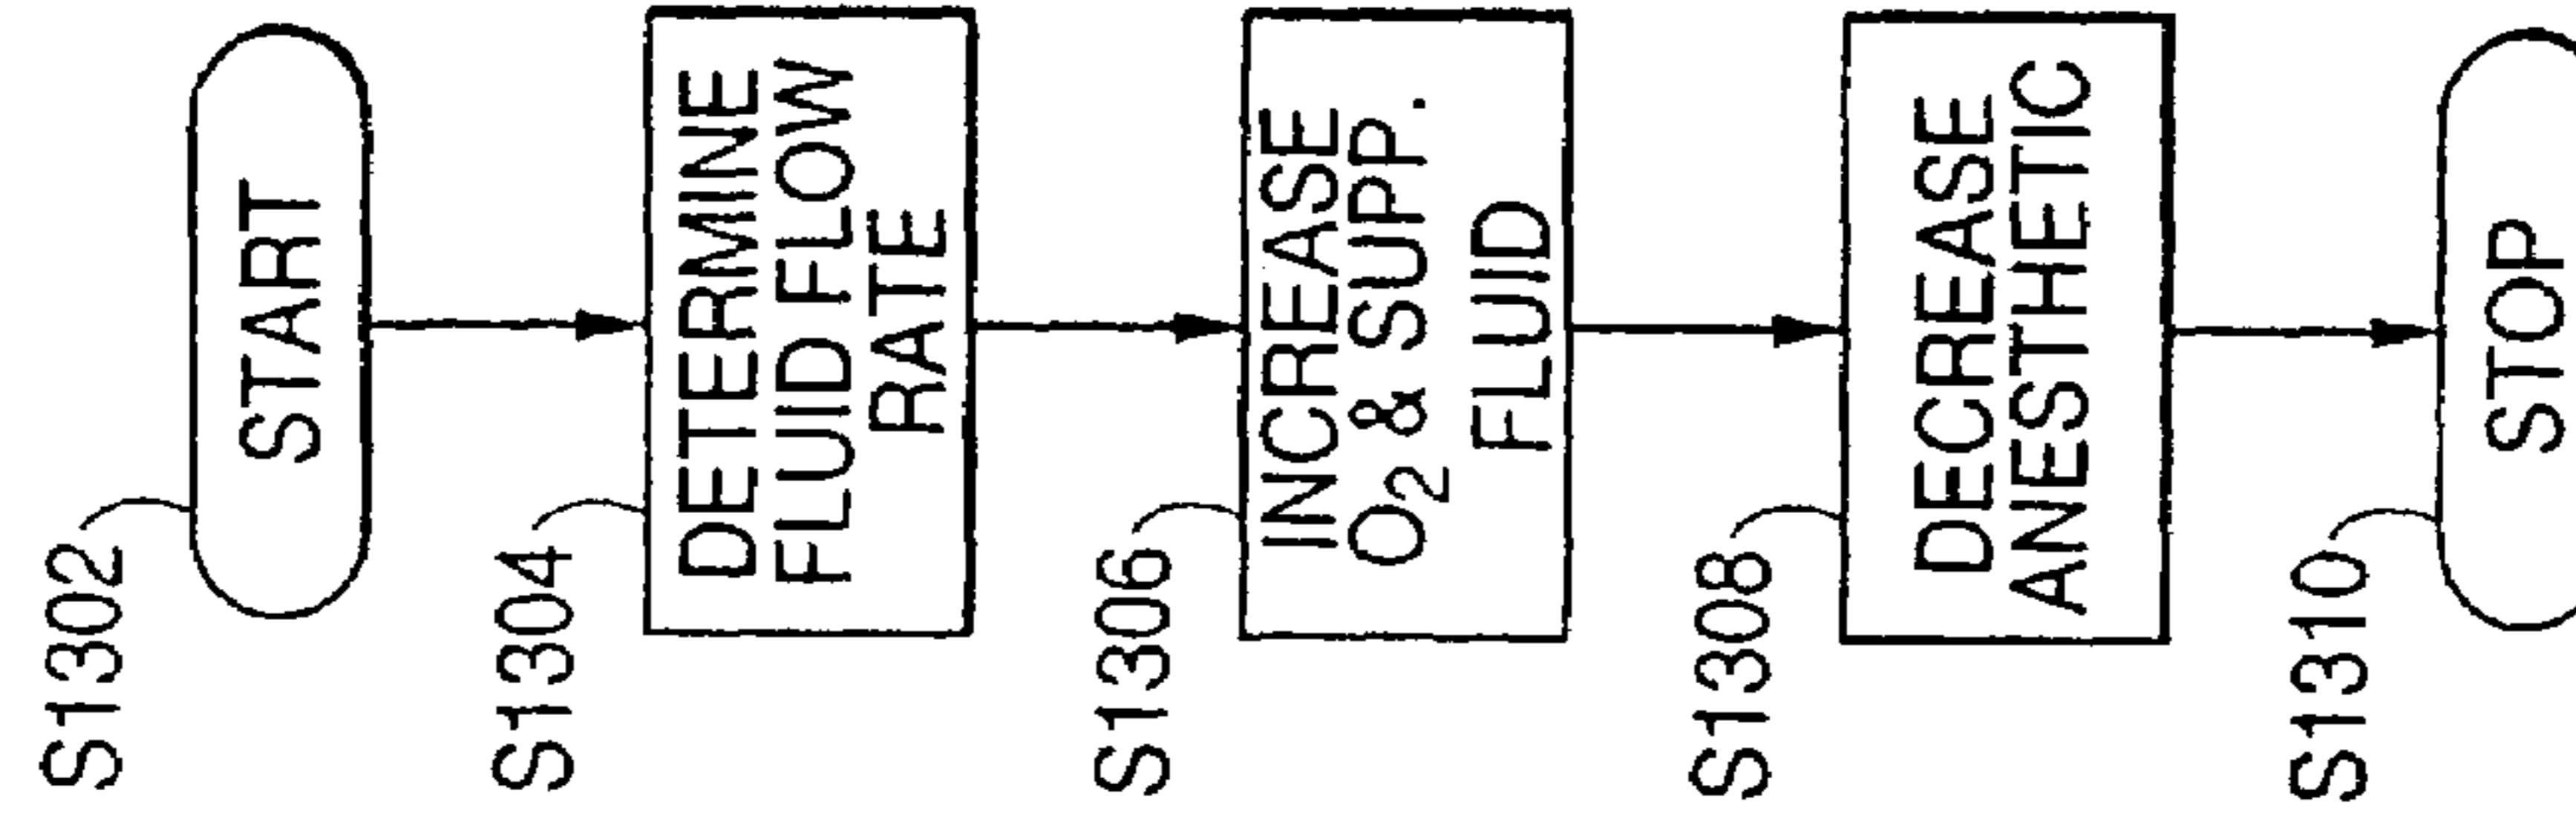 S1302
START
S1304
DETERMINE
FLUID FLOW
RATE
S1306
INCREASE
O₂ & SUPP.
FLUID
S1308
DECREASE
ANESTHETIC
S1310
STOP